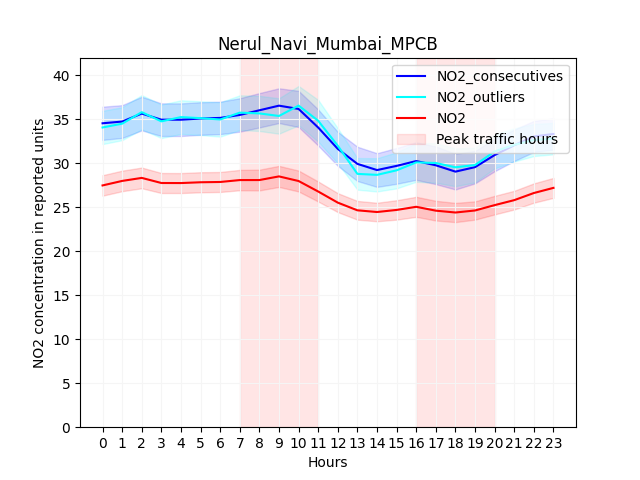 Nerul_Navi_Mumbai_MPCB
NO2_consecutives
NO2_outliers
NO2
Peak traffic hours
NO2 concentration in reported units
40
35
30
25
20
15
10
5
0
0 1 2 3 4 5 6 7 8 9 10 11 12 13 14 15 16 17 18 19 20 21 22 23
Hours